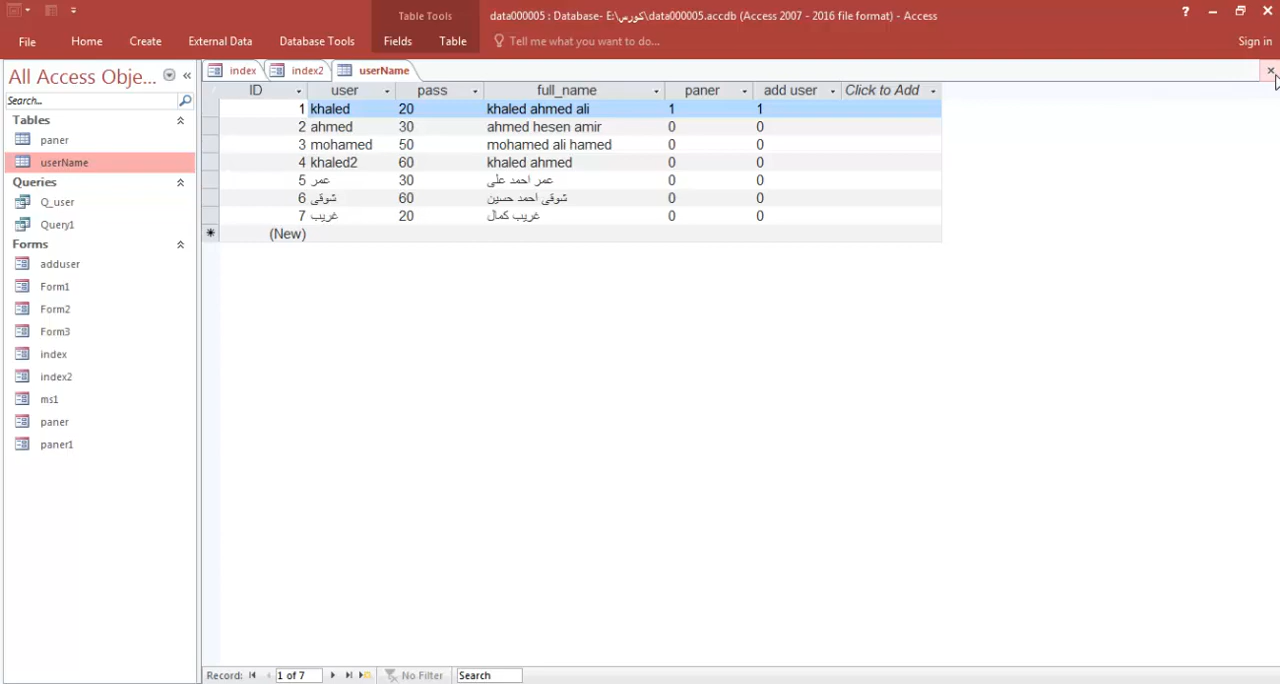 Table Tools
data000005 : Database- E:\كورس\data000005.accdb (Access 2007 - 2016 file format) - Access
File Home Create External Data Database Tools Fields Table Tell me what you want to do... Sign in
All Access Obje...
index index2 userName
Search...
ID user pass full_name paner add user Click to Add
1 khaled 20 khaled ahmed ali 1 1
2 ahmed 30 ahmed hesen amir 0 0
3 mohamed 50 mohamed ali hamed 0 0
4 khaled2 60 khaled ahmed 0 0
5 عمر 30 عمر احمد على 0 0
6 شوقى 60 شوقى احمد حسين 0 0
7 غريب 20 غريب كمال 0 0
(New)
Tables
paner
userName
Queries
Q_user
Query1
Forms
adduser
Form1
Form2
Form3
index
index2
ms1
paner
paner1
Record: 1 of 7 No Filter Search